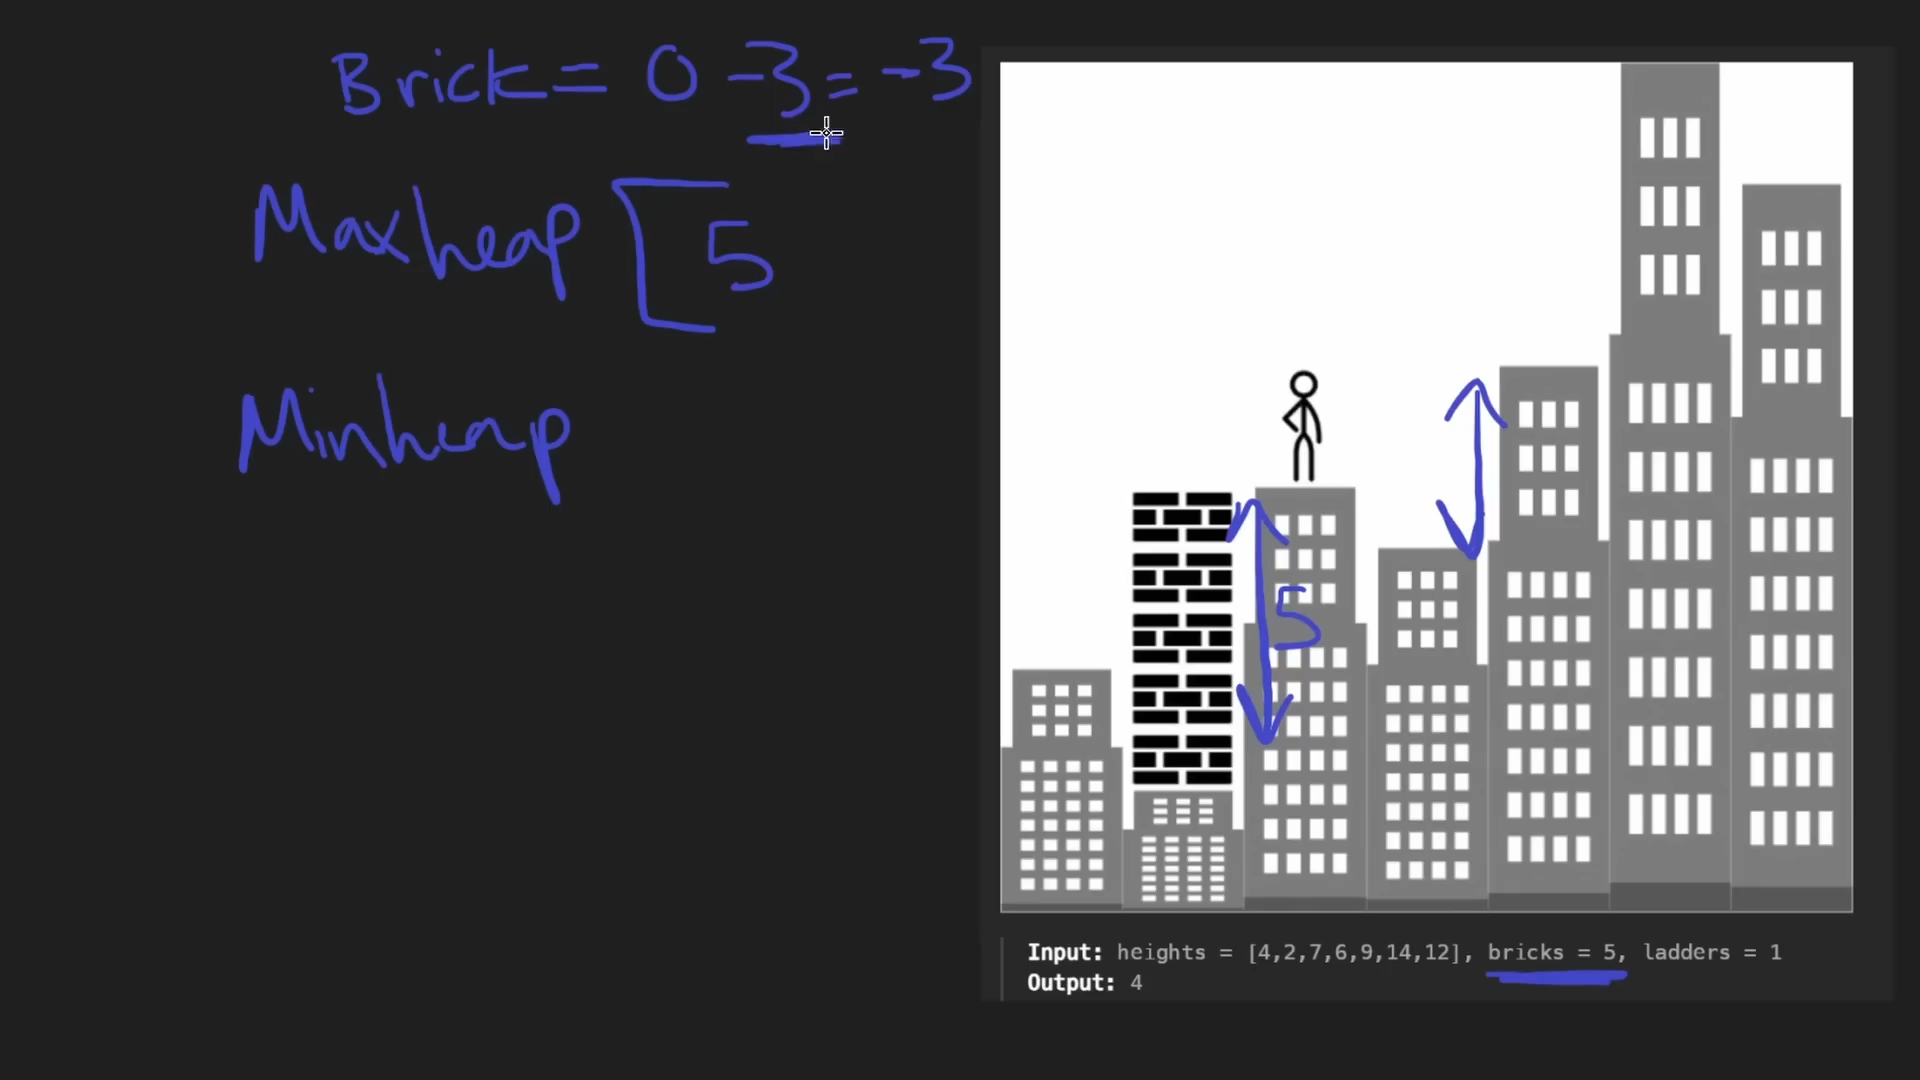 Brick = 0 -3 = -3
Maxheap [ 5
Minheap
5
Input: heights = [4,2,7,6,9,14,12], bricks = 5, ladders = 1
Output: 4